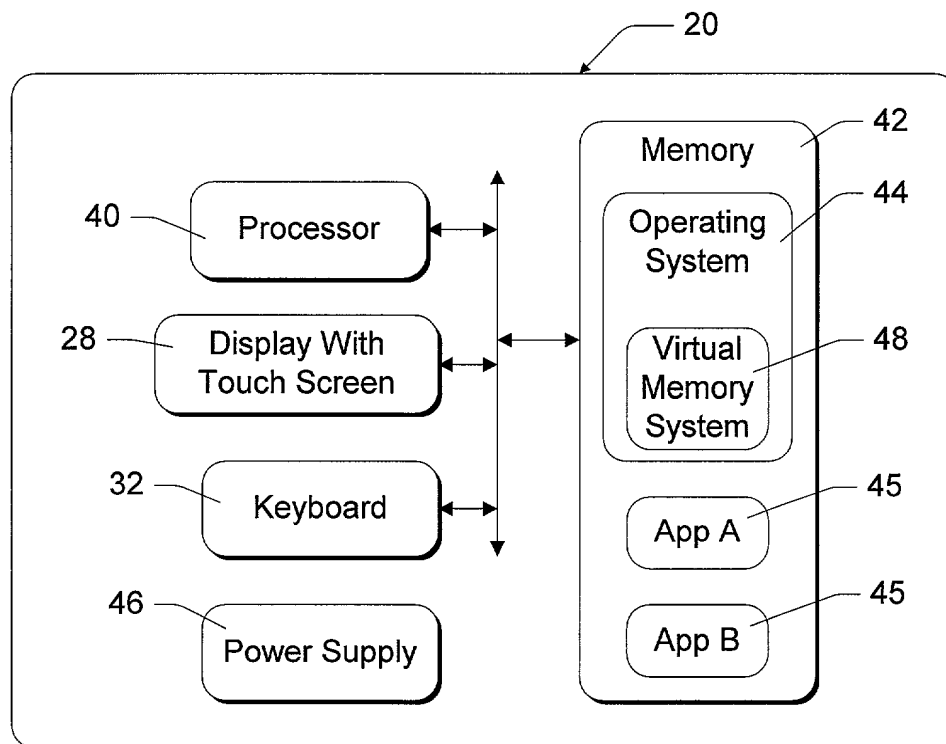 20
42
Memory
44
Operating
System
40
Processor
28
Display With
Touch Screen
Virtual
Memory
System
48
32
Keyboard
45
App A
46
Power Supply
45
App B